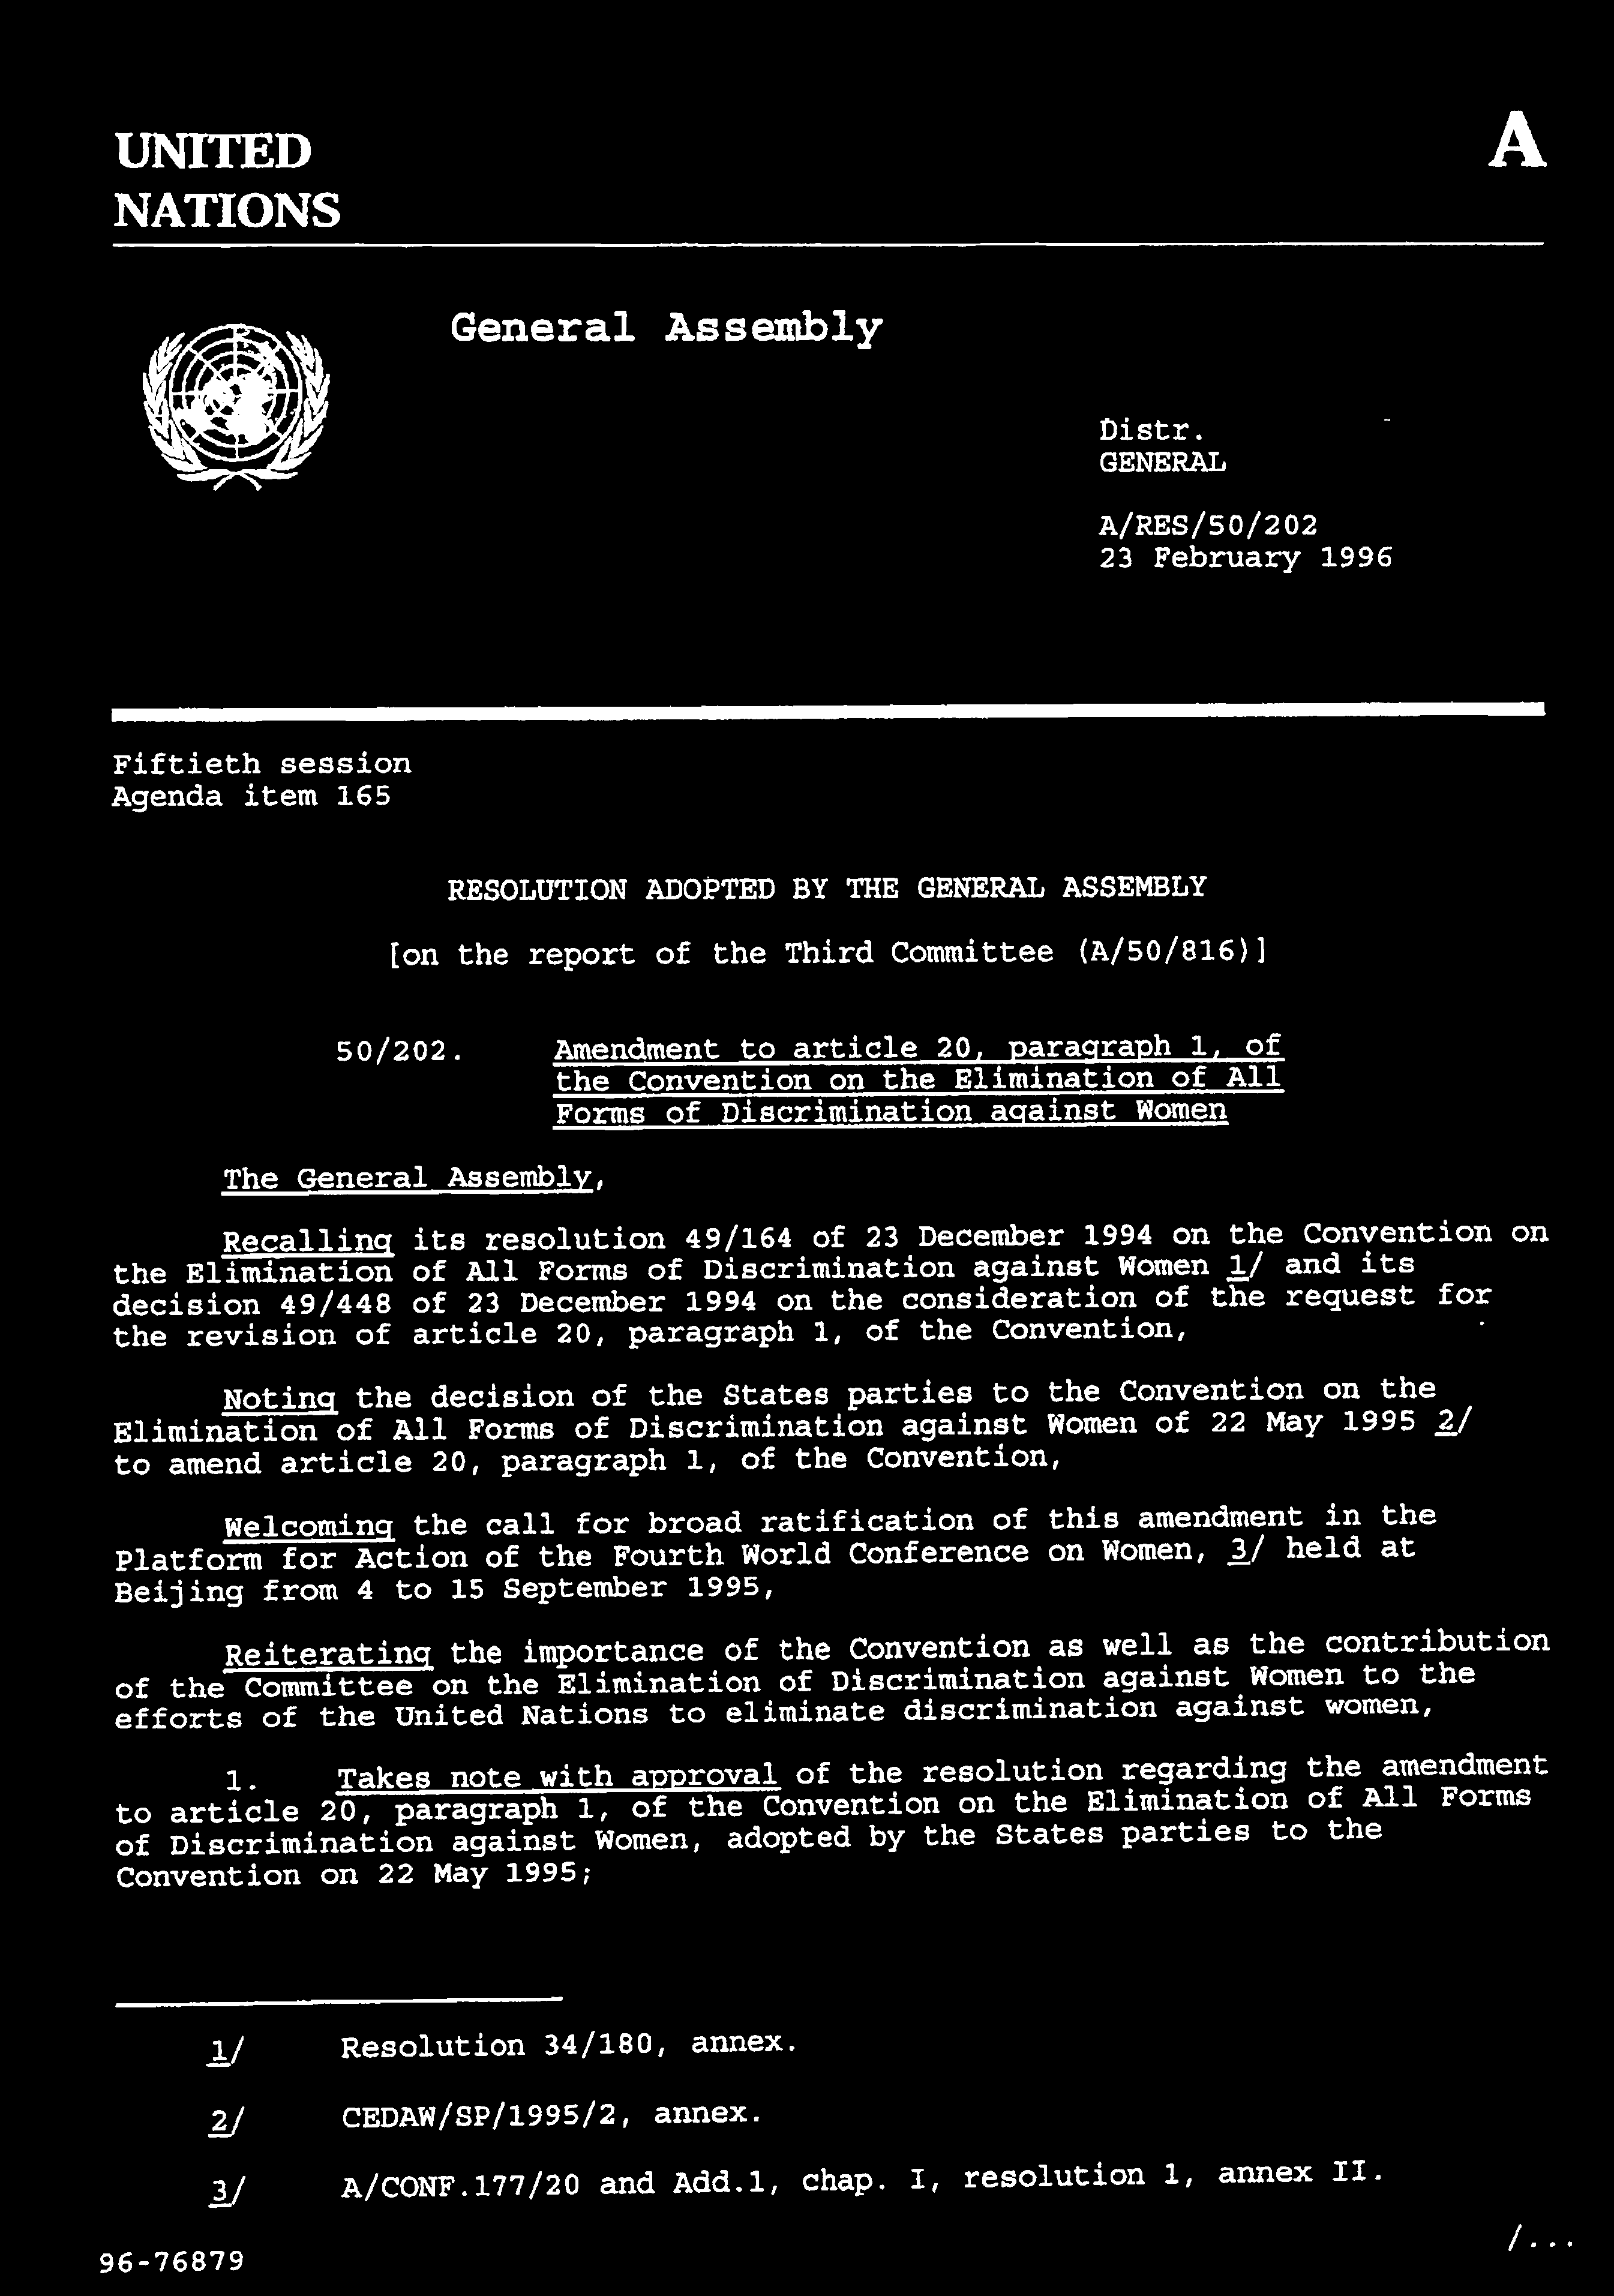 UNITED
NATIONS
A
General Assembly
Distr.
GENERAL
A/RES/50/202
23 February 1996
Fiftieth session
Agenda item 165
RESOLUTION ADOPTED BY THE GENERAL ASSEMBLY
[on the report of the Third Committee (A/50/816)]
50/202. Amendment to article 20, paragraph 1, of
the Convention on the Elimination of All
Forms of Discrimination against Women
The General Assembly,
Recalling its resolution 49/164 of 23 December 1994 on the Convention on
the Elimination of All Forms of Discrimination against Women 1/ and its
decision 49/448 of 23 December 1994 on the consideration of the request for
the revision of article 20, paragraph 1, of the Convention,
Noting the decision of the States parties to the Convention on the
Elimination of All Forms of Discrimination against Women of 22 May 1995 2/
to amend article 20, paragraph 1, of the Convention,
Welcoming the call for broad ratification of this amendment in the
Platform for Action of the Fourth World Conference on Women, 3/ held at
Beijing from 4 to 15 September 1995,
Reiterating the importance of the Convention as well as the contribution
of the Committee on the Elimination of Discrimination against Women to the
efforts of the United Nations to eliminate discrimination against women,
1. Takes note with approval of the resolution regarding the amendment
to article 20, paragraph 1, of the Convention on the Elimination of All Forms
of Discrimination against Women, adopted by the States parties to the
Convention on 22 May 1995;
1/ Resolution 34/180, annex.
2/ CEDAW/SP/1995/2, annex.
3/ A/CONF.177/20 and Add.1, chap. I, resolution 1, annex II.
/...
96-76879